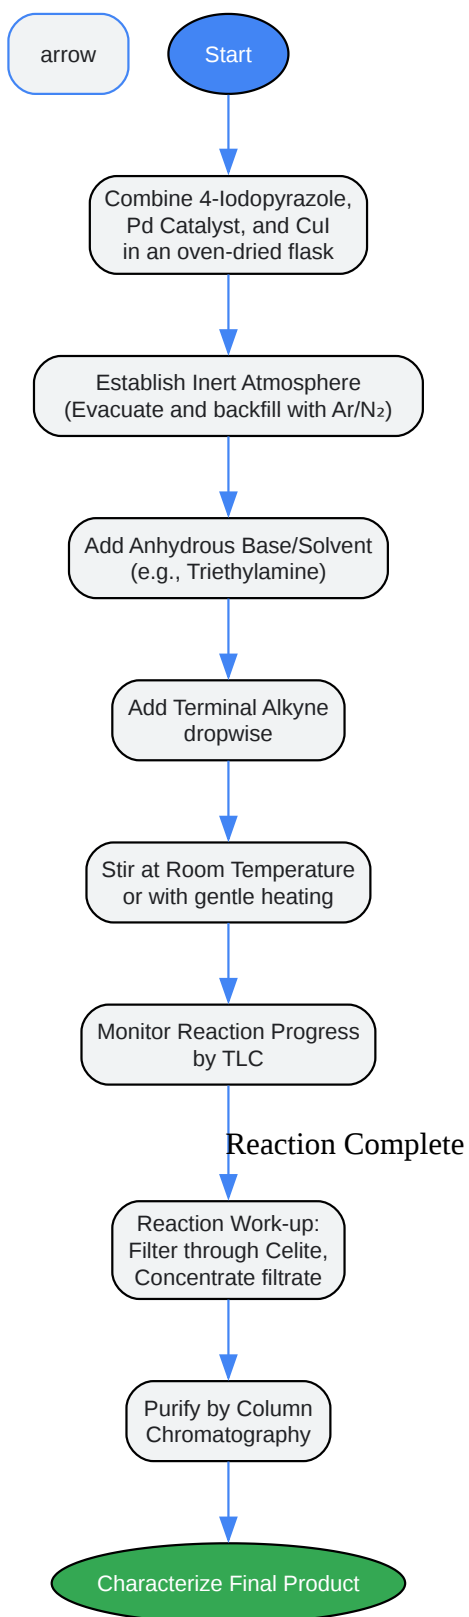 arrow
Start
Combine 4-Iodopyrazole,
Pd Catalyst, and CuI
in an oven-dried flask
Establish Inert Atmosphere
(Evacuate and backfill with Ar/N₂)
Add Anhydrous Base/Solvent
(e.g., Triethylamine)
Add Terminal Alkyne
dropwise
Stir at Room Temperature
or with gentle heating
Monitor Reaction Progress
by TLC
Reaction Complete
Reaction Work-up:
Filter through Celite,
Concentrate filtrate
Purify by Column
Chromatography
Characterize Final Product